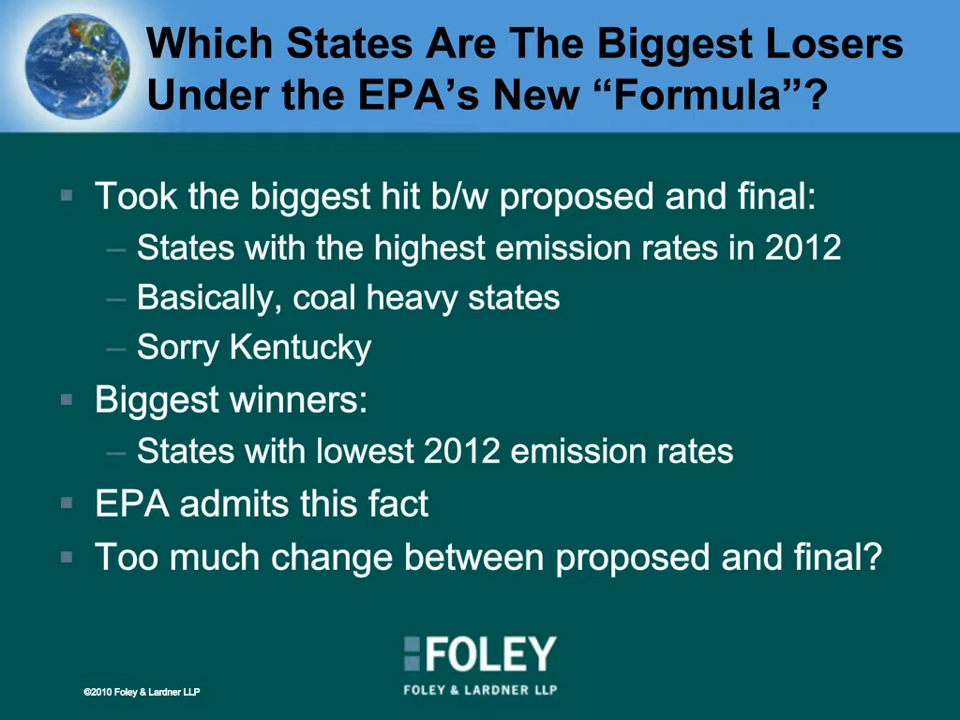 Which States Are The Biggest Losers
Under the EPA’s New “Formula”?
Took the biggest hit b/w proposed and final:
– States with the highest emission rates in 2012
– Basically, coal heavy states
– Sorry Kentucky
Biggest winners:
– States with lowest 2012 emission rates
EPA admits this fact
Too much change between proposed and final?
FOLEY
FOLEY & LARDNER LLP
©2010 Foley & Lardner LLP